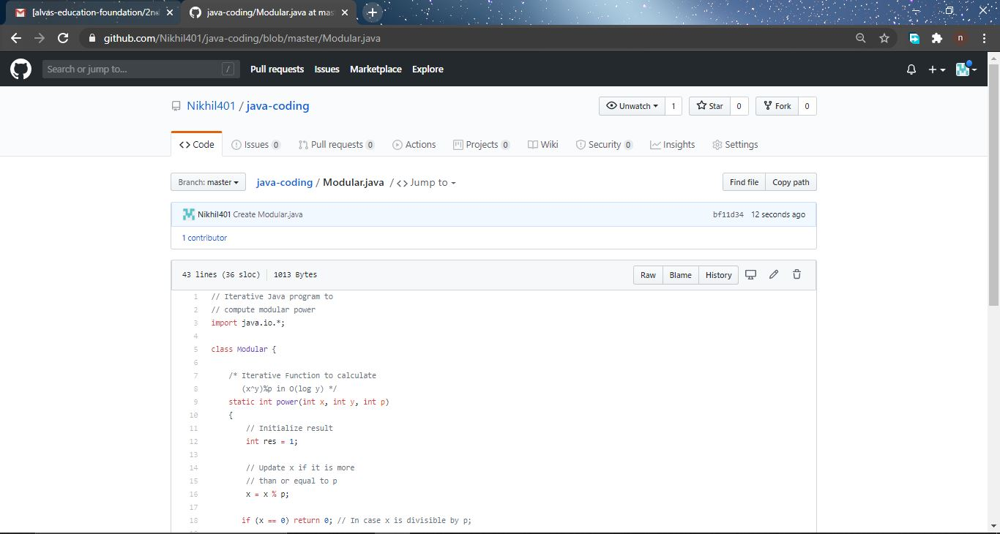 [alvas-education-foundation/2nd
java-coding/Modular.java at mas
github.com/Nikhil401/java-coding/blob/master/Modular.java
n
Search or jump to... /
Pull requests Issues Marketplace Explore
Nikhil401 / java-coding
Unwatch 1 Star 0 Fork 0
<> Code Issues 0 Pull requests 0 Actions Projects 0 Wiki Security 0 Insights Settings
Branch: master java-coding / Modular.java / <> Jump to Find file Copy path
Nikhil401 Create Modular.java bf11d34 12 seconds ago
1 contributor
43 lines (36 sloc) 1013 Bytes Raw Blame History
1 // Iterative Java program to
2 // compute modular power
3 import java.io.*;
4
5 class Modular {
6
7 /* Iterative Function to calculate
8 (x^y)%p in O(log y) */
9 static int power(int x, int y, int p)
10 {
11 // Initialize result
12 int res = 1;
13
14 // Update x if it is more
15 // than or equal to p
16 x = x % p;
17
18 if (x == 0) return 0; // In case x is divisible by p;